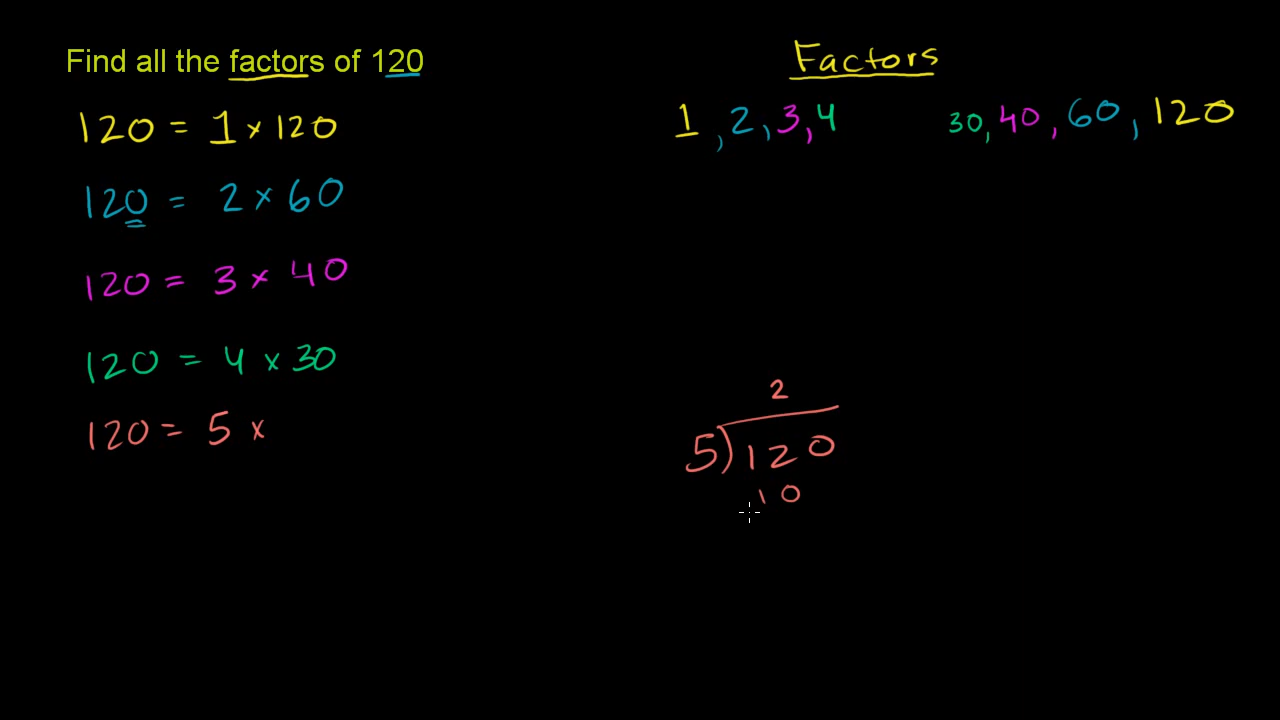 Find all the factors of 120
Factors
120 = 1 x 120
1, 2, 3, 4 30, 40, 60, 120
120 = 2 x 60
120 = 3 x 40
120 = 4 x 30
120 = 5 x
2
5)120
10